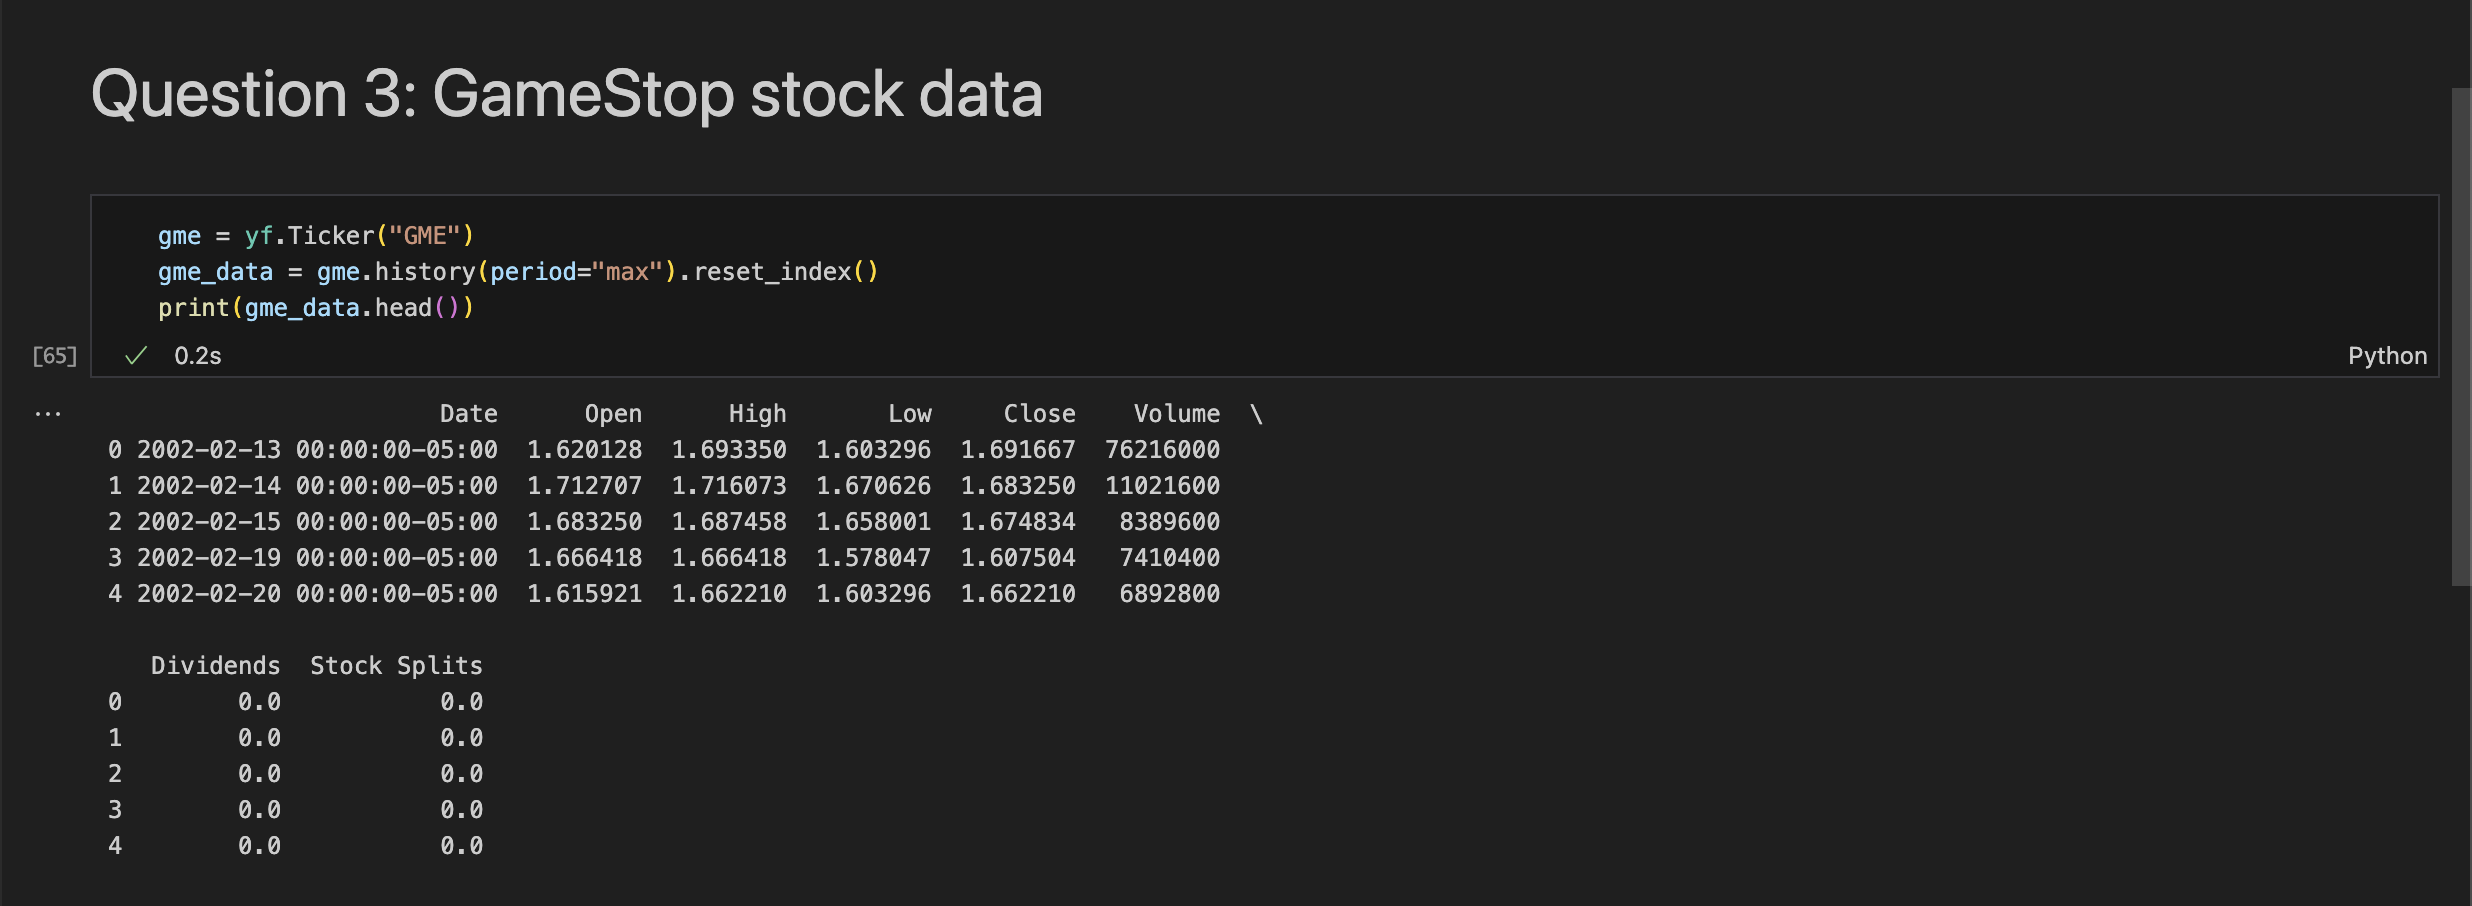 Question 3: GameStop stock data
gme = yf.Ticker("GME")
gme_data = gme.history(period="max").reset_index()
print(gme_data.head())
[65] ✓ 0.2s Python
... Date Open High Low Close Volume \
0 2002-02-13 00:00:00-05:00 1.620128 1.693350 1.603296 1.691667 76216000
1 2002-02-14 00:00:00-05:00 1.712707 1.716073 1.670626 1.683250 11021600
2 2002-02-15 00:00:00-05:00 1.683250 1.687458 1.658001 1.674834 8389600
3 2002-02-19 00:00:00-05:00 1.666418 1.666418 1.578047 1.607504 7410400
4 2002-02-20 00:00:00-05:00 1.615921 1.662210 1.603296 1.662210 6892800
Dividends Stock Splits
0 0.0 0.0
1 0.0 0.0
2 0.0 0.0
3 0.0 0.0
4 0.0 0.0